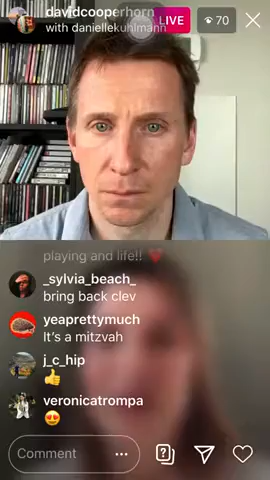 davidcooperhorn
with daniellekuhlmann
LIVE
70
playing and life!! ❤️
_sylvia_beach_
bring back clev
yeaprettymuch
It's a mitzvah
j_c_hip
👍
veronicatrompa
😍
Comment